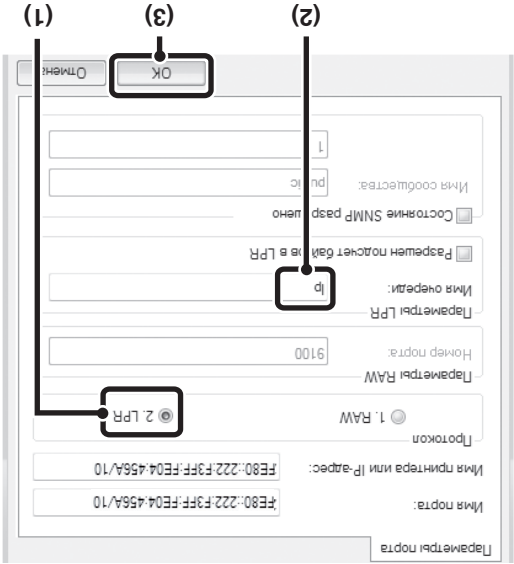 Параметры порта
Имя порта: FE80::222:F3FF:FE04:456A/10
Имя принтера или IP-адрес: FE80::222:F3FF:FE04:456A/10
Протокол
1. RAW 2. LPR
Параметры RAW
Номер порта: 9100
Параметры LPR
Имя очереди: lp
Разрешен подсчет байтов в LPR
Состояние SNMP разрешено
Имя сообщества: public
1
OK Отмена
(2) (3) (1)